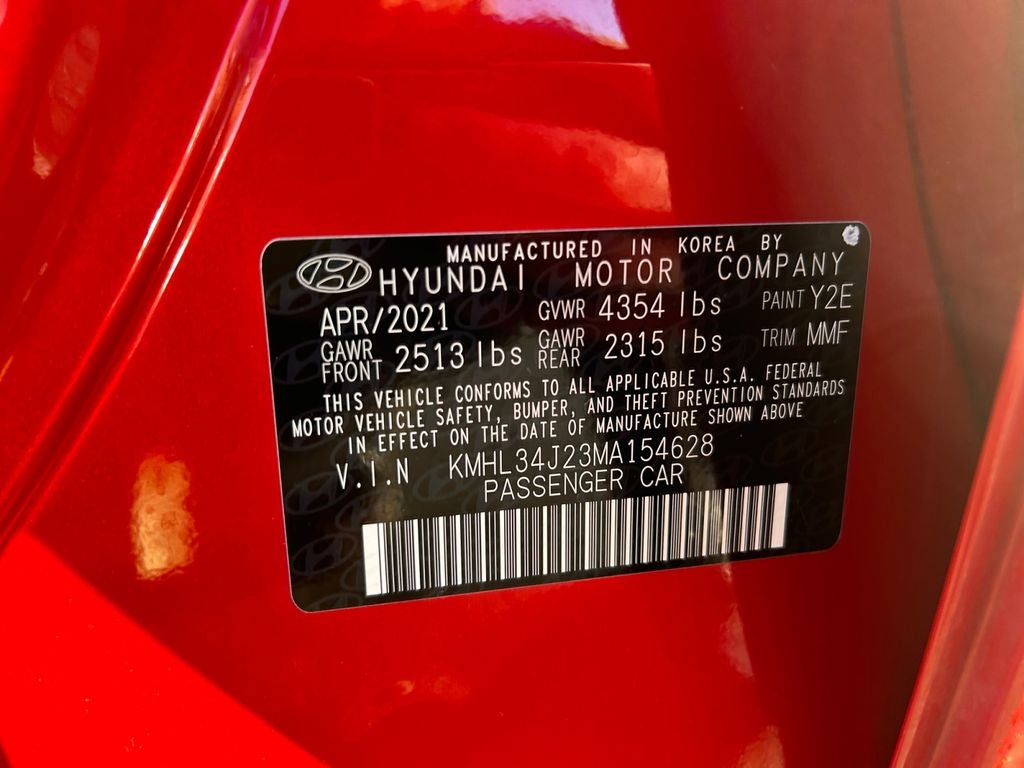 MANUFACTURED IN KOREA BY
HYUNDAI MOTOR COMPANY
APR/2021 GVWR 4354 lbs PAINT Y2E
GAWR FRONT 2513 lbs GAWR REAR 2315 lbs TRIM MMF
THIS VEHICLE CONFORMS TO ALL APPLICABLE U.S.A. FEDERAL
MOTOR VEHICLE SAFETY, BUMPER, AND THEFT PREVENTION STANDARDS
IN EFFECT ON THE DATE OF MANUFACTURE SHOWN ABOVE
V.I.N KMHL34J23MA154628
PASSENGER CAR